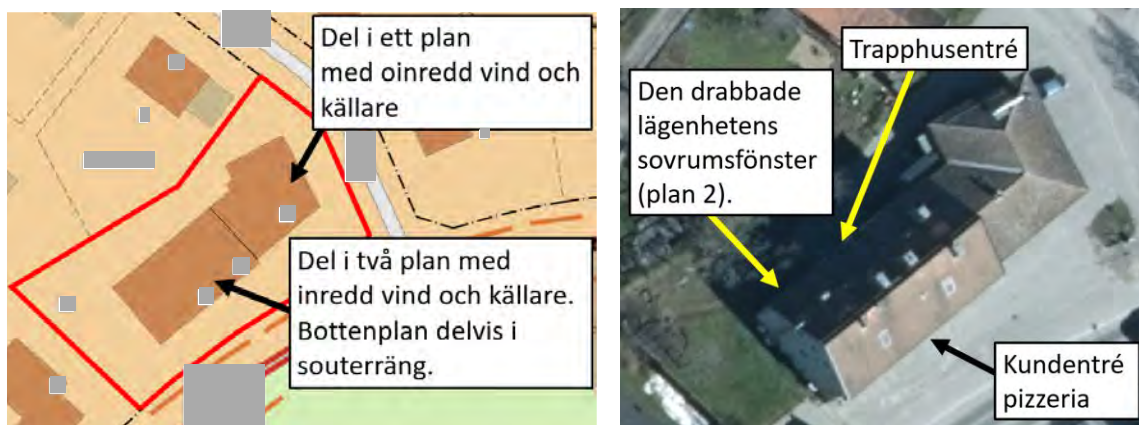 Del i ett plan
med oinredd vind och
källare
Del i två plan med
inredd vind och källare.
Bottenplan delvis i
souterräng.
Trapphusentré
Den drabbade
lägenhetens
sovrumsfönster
(plan 2).
Kundentré
pizzeria